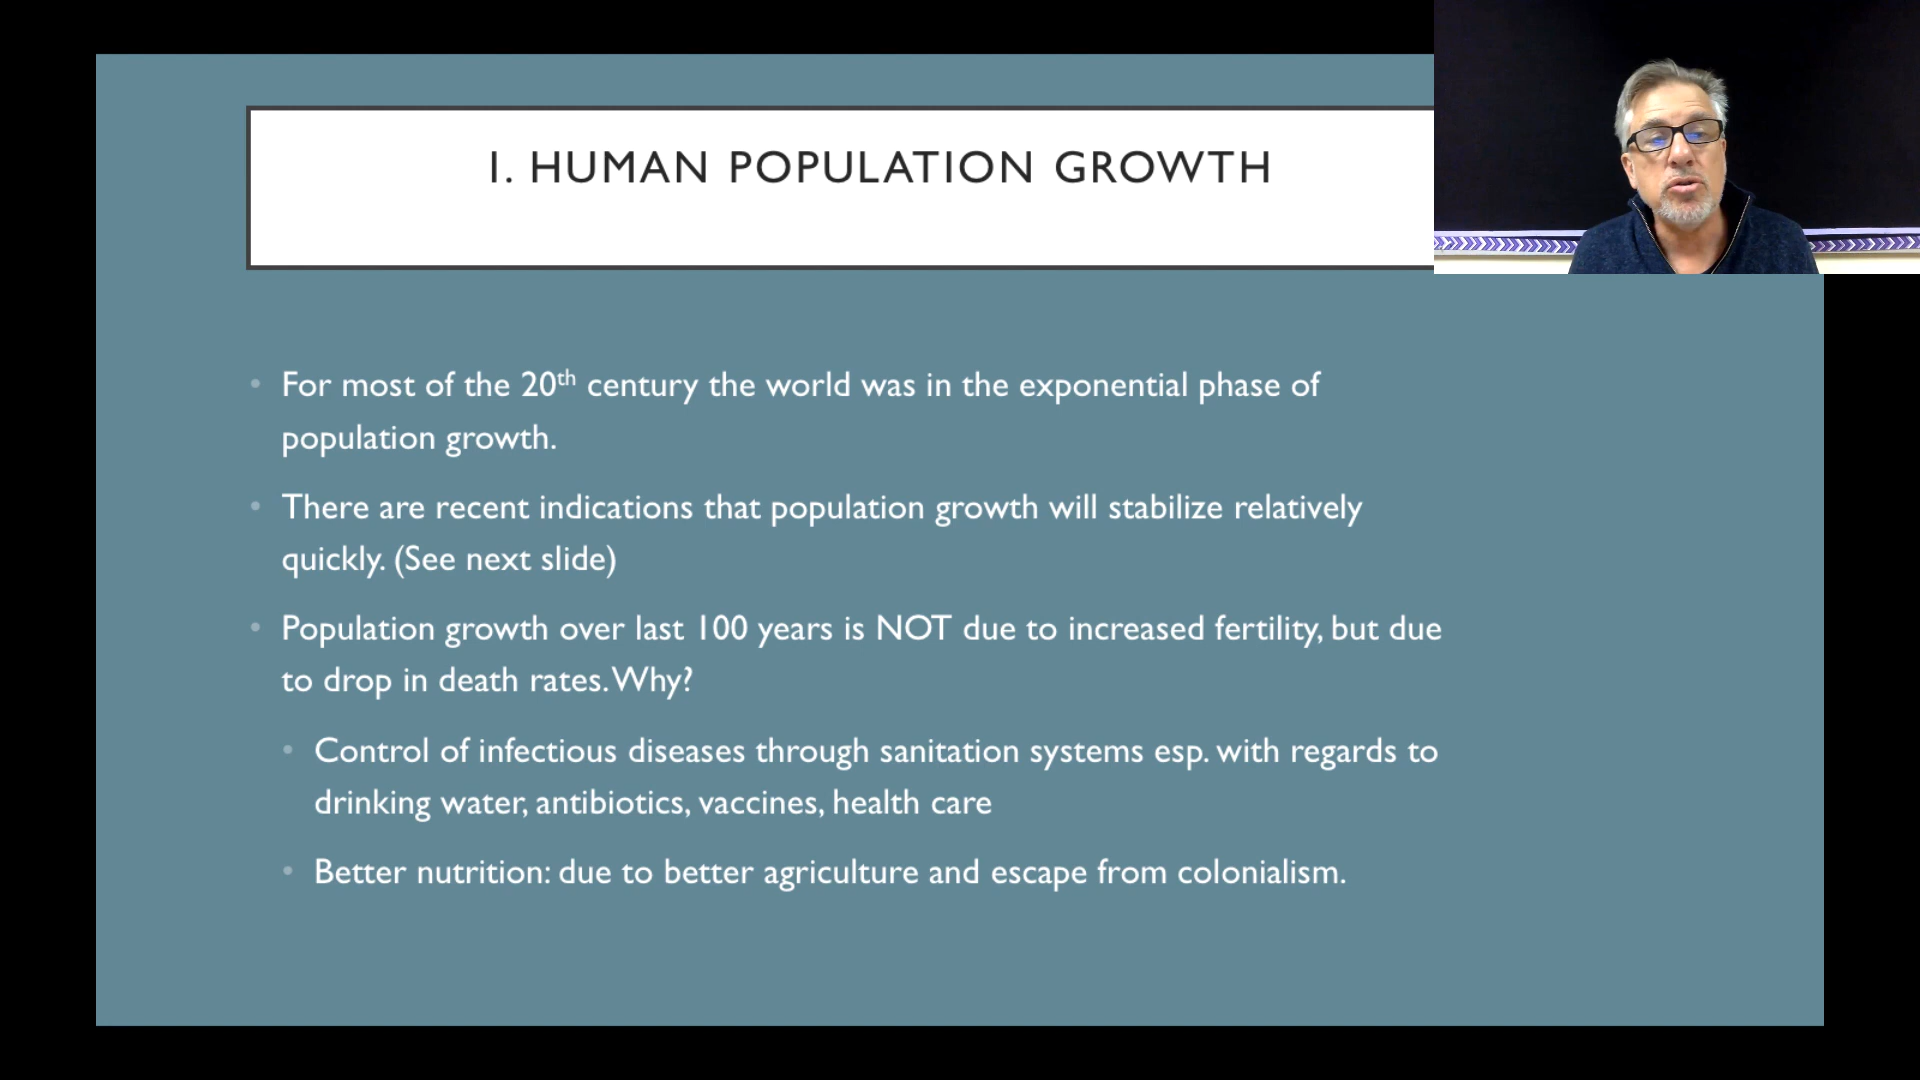 I. HUMAN POPULATION GROWTH
• For most of the 20th century the world was in the exponential phase of
population growth.
• There are recent indications that population growth will stabilize relatively
quickly. (See next slide)
• Population growth over last 100 years is NOT due to increased fertility, but due
to drop in death rates. Why?
• Control of infectious diseases through sanitation systems esp. with regards to
drinking water, antibiotics, vaccines, health care
• Better nutrition: due to better agriculture and escape from colonialism.